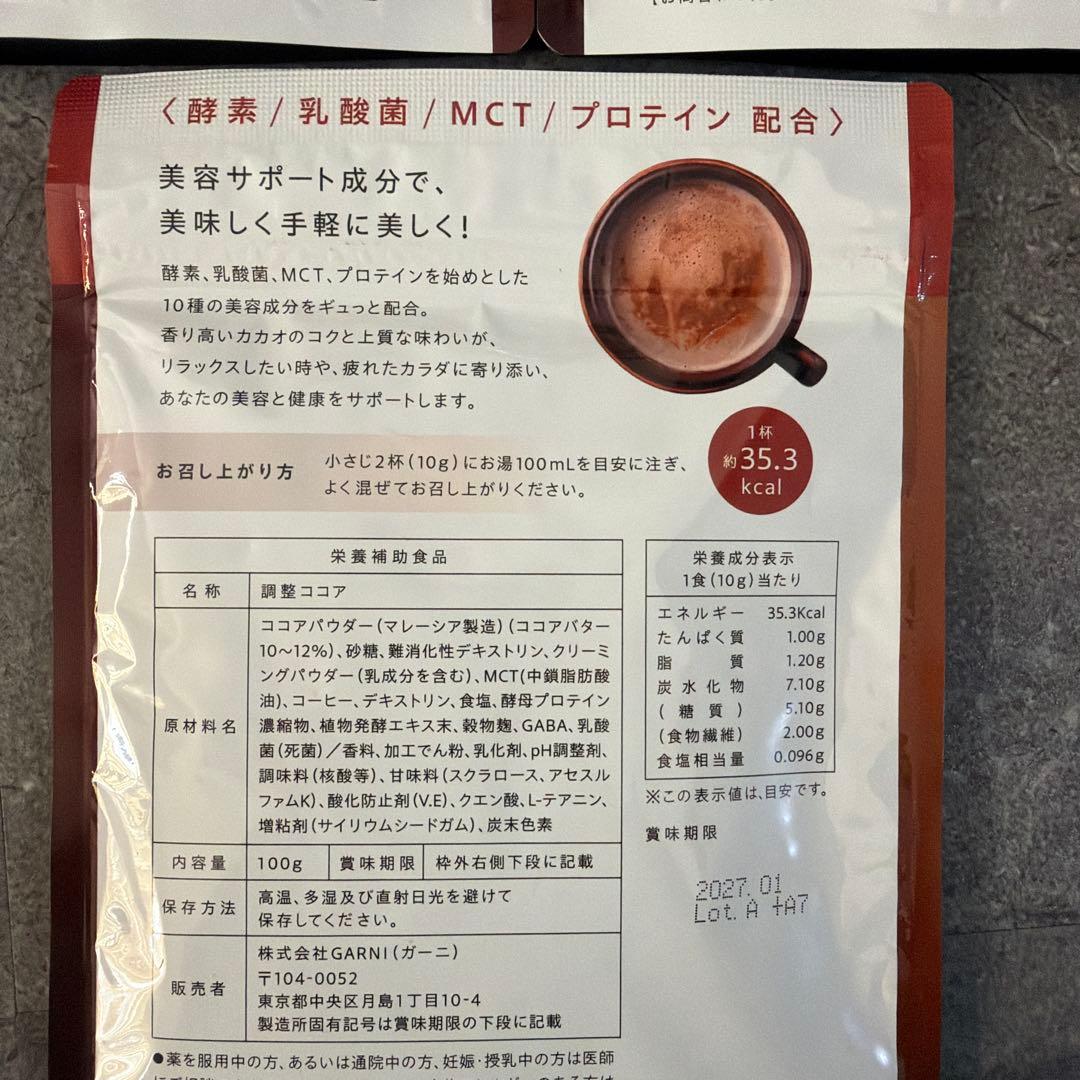 〈酵素/乳酸菌/MCT/プロテイン 配合〉
美容サポート成分で、
美味しく手軽に美しく!
酵素、乳酸菌、MCT、プロテインを始めとした
10種の美容成分をギュっと配合。
香り高いカカオのコクと上質な味わいが、
リラックスしたい時や、疲れたカラダに寄り添い、
あなたの美容と健康をサポートします。
1杯
約35.3
kcal
お召し上がり方
小さじ2杯(10g)にお湯100mLを目安に注ぎ、
よく混ぜてお召し上がりください。
栄養補助食品
名称 調整ココア
原材料名
ココアパウダー(マレーシア製造)(ココアバター
10〜12%)、砂糖、難消化性デキストリン、クリーミ
ングパウダー(乳成分を含む)、MCT(中鎖脂肪酸
油)、コーヒー、デキストリン、食塩、酵母プロテイン
濃縮物、植物発酵エキス末、穀物麹、GABA、乳酸
菌(死菌)/香料、加工でん粉、乳化剤、pH調整剤、
調味料(核酸等)、甘味料(スクラロース、アセスル
ファムK)、酸化防止剤(V.E)、クエン酸、L-テアニン、
増粘剤(サイリウムシードガム)、炭末色素
内容量 100g 賞味期限 枠外右側下段に記載
保存方法
高温、多湿及び直射日光を避けて
保存してください。
販売者
株式会社GARNI(ガーニ)
〒104-0052
東京都中央区月島1丁目10-4
製造所固有記号は賞味期限の下段に記載
●薬を服用中の方、あるいは通院中の方、妊娠・授乳中の方は医師
栄養成分表示
1食(10g)当たり
エネルギー 35.3Kcal
たんぱく質 1.00g
脂質 1.20g
炭水化物 7.10g
(糖質) 5.10g
(食物繊維) 2.00g
食塩相当量 0.096g
※この表示値は、目安です。
賞味期限
2027.01
Lot. A +A7